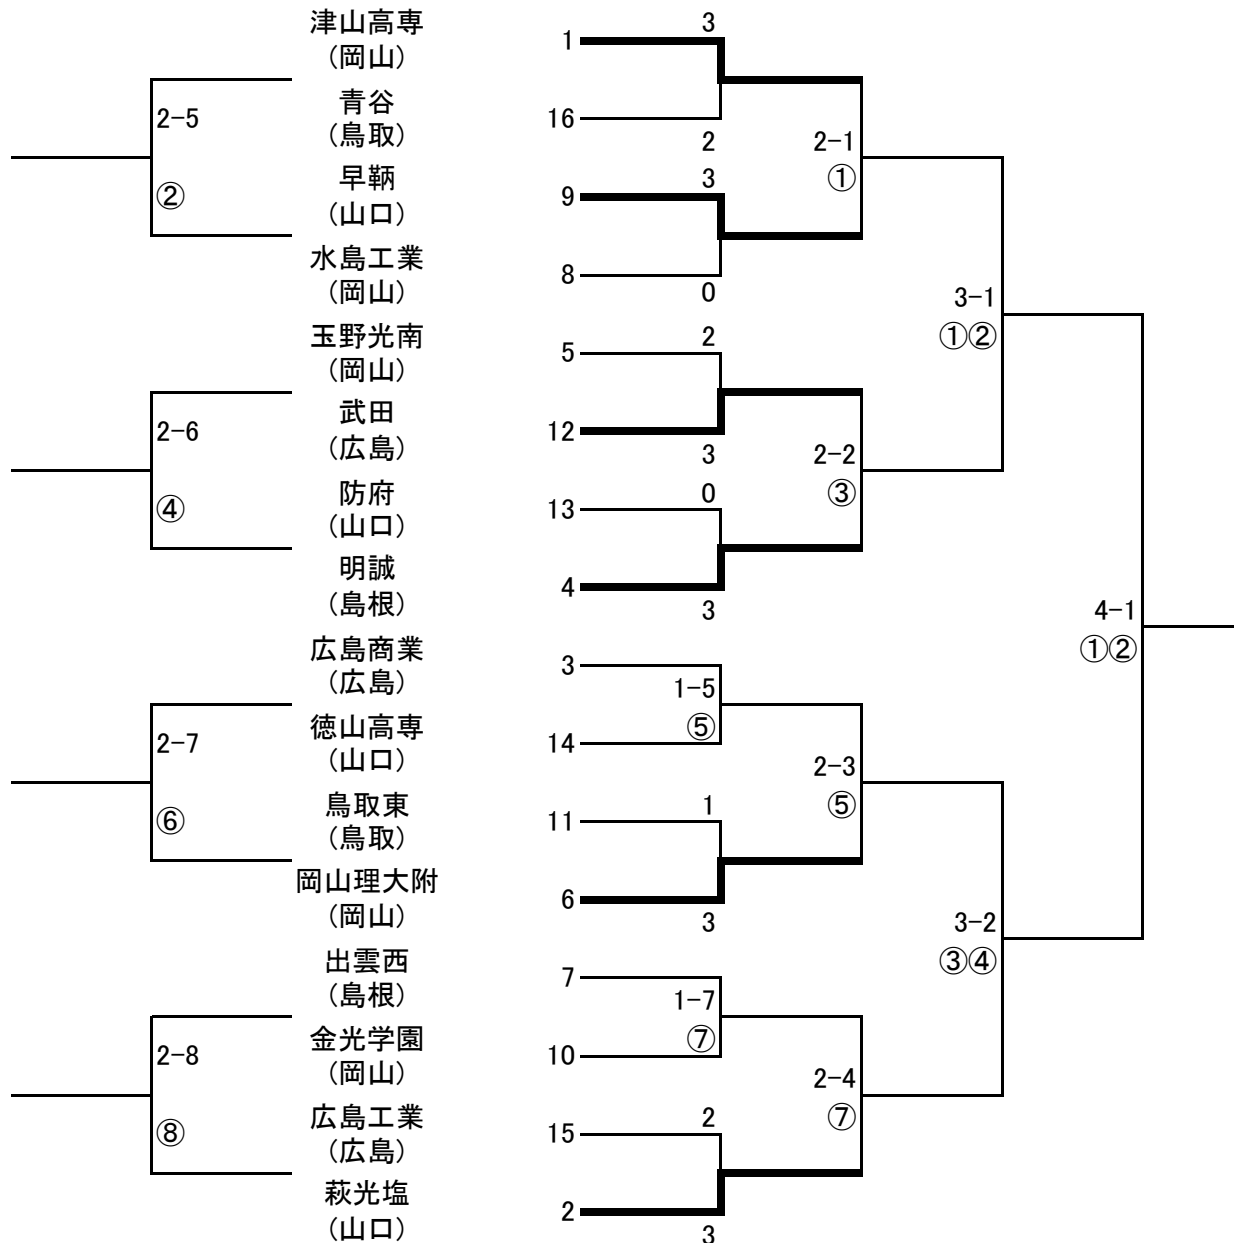 津山高専
(岡山)
1
3
青谷
(鳥取)
16
2
2-5
②
2-1
①
早鞆
(山口)
9
3
水島工業
(岡山)
8
0
3-1
①②
玉野光南
(岡山)
5
2
武田
(広島)
12
3
2-6
④
2-2
③
防府
(山口)
13
0
明誠
(島根)
4
3
4-1
①②
広島商業
(広島)
3
1-5
⑤
徳山高専
(山口)
14
2-7
⑥
2-3
⑤
鳥取東
(鳥取)
11
1
岡山理大附
(岡山)
6
3
3-2
③④
出雲西
(島根)
7
1-7
⑦
金光学園
(岡山)
10
2-8
⑧
2-4
⑦
広島工業
(広島)
15
2
萩光塩
(山口)
2
3